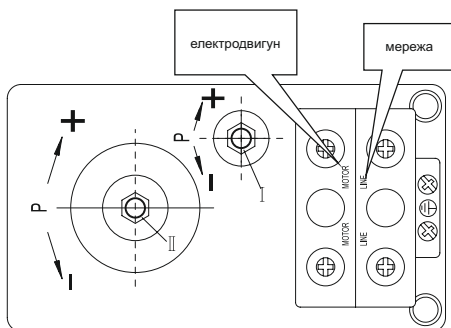 електродвигун
мережа
+
+
P
P
-
-
I
II
MOTOR
LINE
MOTOR
LINE